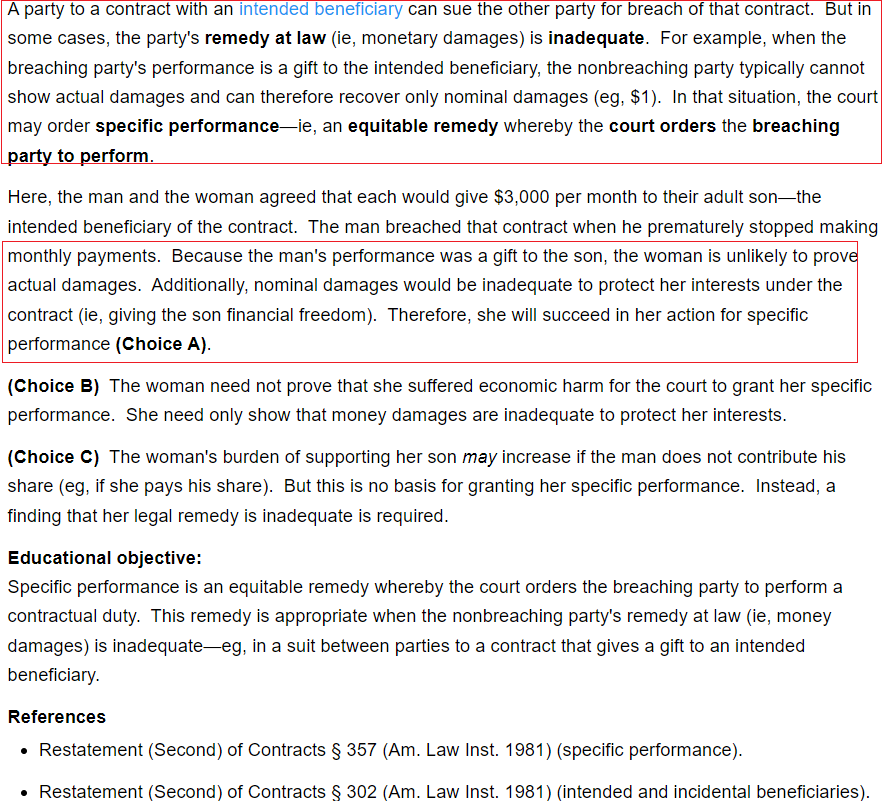 A party to a contract with an intended beneficiary can sue the other party for breach of that contract.  But in
some cases, the party's remedy at law (ie, monetary damages) is inadequate.  For example, when the
breaching party's performance is a gift to the intended beneficiary, the nonbreaching party typically cannot
show actual damages and can therefore recover only nominal damages (eg, $1).  In that situation, the court
may order specific performance—ie, an equitable remedy whereby the court orders the breaching
party to perform.
Here, the man and the woman agreed that each would give $3,000 per month to their adult son—the
intended beneficiary of the contract.  The man breached that contract when he prematurely stopped making
monthly payments.  Because the man's performance was a gift to the son, the woman is unlikely to prove
actual damages.  Additionally, nominal damages would be inadequate to protect her interests under the
contract (ie, giving the son financial freedom).  Therefore, she will succeed in her action for specific
performance (Choice A).
(Choice B)  The woman need not prove that she suffered economic harm for the court to grant her specific
performance.  She need only show that money damages are inadequate to protect her interests.
(Choice C)  The woman's burden of supporting her son may increase if the man does not contribute his
share (eg, if she pays his share).  But this is no basis for granting her specific performance.  Instead, a
finding that her legal remedy is inadequate is required.
Educational objective:
Specific performance is an equitable remedy whereby the court orders the breaching party to perform a
contractual duty.  This remedy is appropriate when the nonbreaching party's remedy at law (ie, money
damages) is inadequate—eg, in a suit between parties to a contract that gives a gift to an intended
beneficiary.
References
• Restatement (Second) of Contracts § 357 (Am. Law Inst. 1981) (specific performance).
• Restatement (Second) of Contracts § 302 (Am. Law Inst. 1981) (intended and incidental beneficiaries).